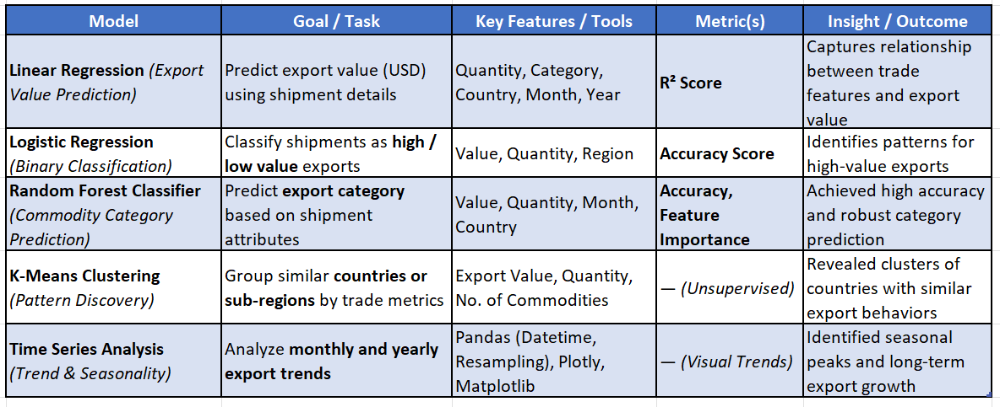 Model
Goal / Task
Key Features / Tools
Metric(s)
Insight / Outcome
Linear Regression (Export
Value Prediction)
Predict export value (USD)
using shipment details
Quantity, Category,
Country, Month, Year
R² Score
Captures relationship
between trade
features and export
value
Logistic Regression
(Binary Classification)
Classify shipments as high /
low value exports
Value, Quantity, Region
Accuracy Score
Identifies patterns for
high-value exports
Random Forest Classifier
(Commodity Category
Prediction)
Predict export category
based on shipment
attributes
Value, Quantity, Month,
Country
Accuracy,
Feature
Importance
Achieved high accuracy
and robust category
prediction
K-Means Clustering
(Pattern Discovery)
Group similar countries or
sub-regions by trade metrics
Export Value, Quantity,
No. of Commodities
— (Unsupervised)
Revealed clusters of
countries with similar
export behaviors
Time Series Analysis
(Trend & Seasonality)
Analyze monthly and yearly
export trends
Pandas (Datetime,
Resampling), Plotly,
Matplotlib
— (Visual Trends)
Identified seasonal
peaks and long-term
export growth